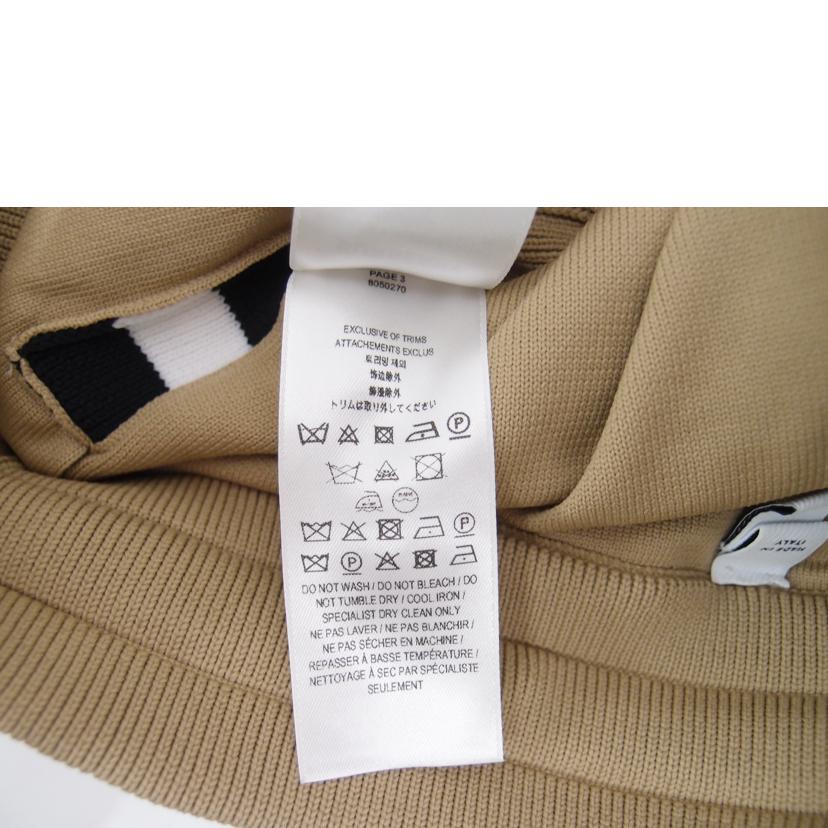 PAGE 3
8050270
EXCLUSIVE OF TRIMS
ATTACHEMENTS EXCLUS
트리밍 제외
饰边除外
飾邊除外
トリムは取り外してください
P
P
P
DO NOT WASH / DO NOT BLEACH / DO
NOT TUMBLE DRY / COOL IRON /
SPECIALIST DRY CLEAN ONLY
NE PAS LAVER / NE PAS BLANCHIR /
NE PAS SÉCHER EN MACHINE /
REPASSER À BASSE TEMPÉRATURE /
NETTOYAGE À SEC PAR SPÉCIALISTE
SEULEMENT
MADE IN
ITALY